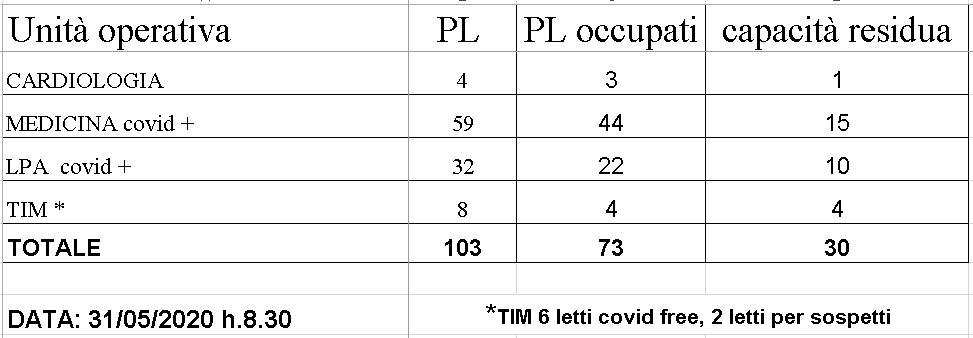 Unità operativa PL PL occupati capacità residua
CARDIOLOGIA 4 3 1
MEDICINA covid + 59 44 15
LPA covid + 32 22 10
TIM * 8 4 4
TOTALE 103 73 30
DATA: 31/05/2020 h.8.30 *TIM 6 letti covid free, 2 letti per sospetti